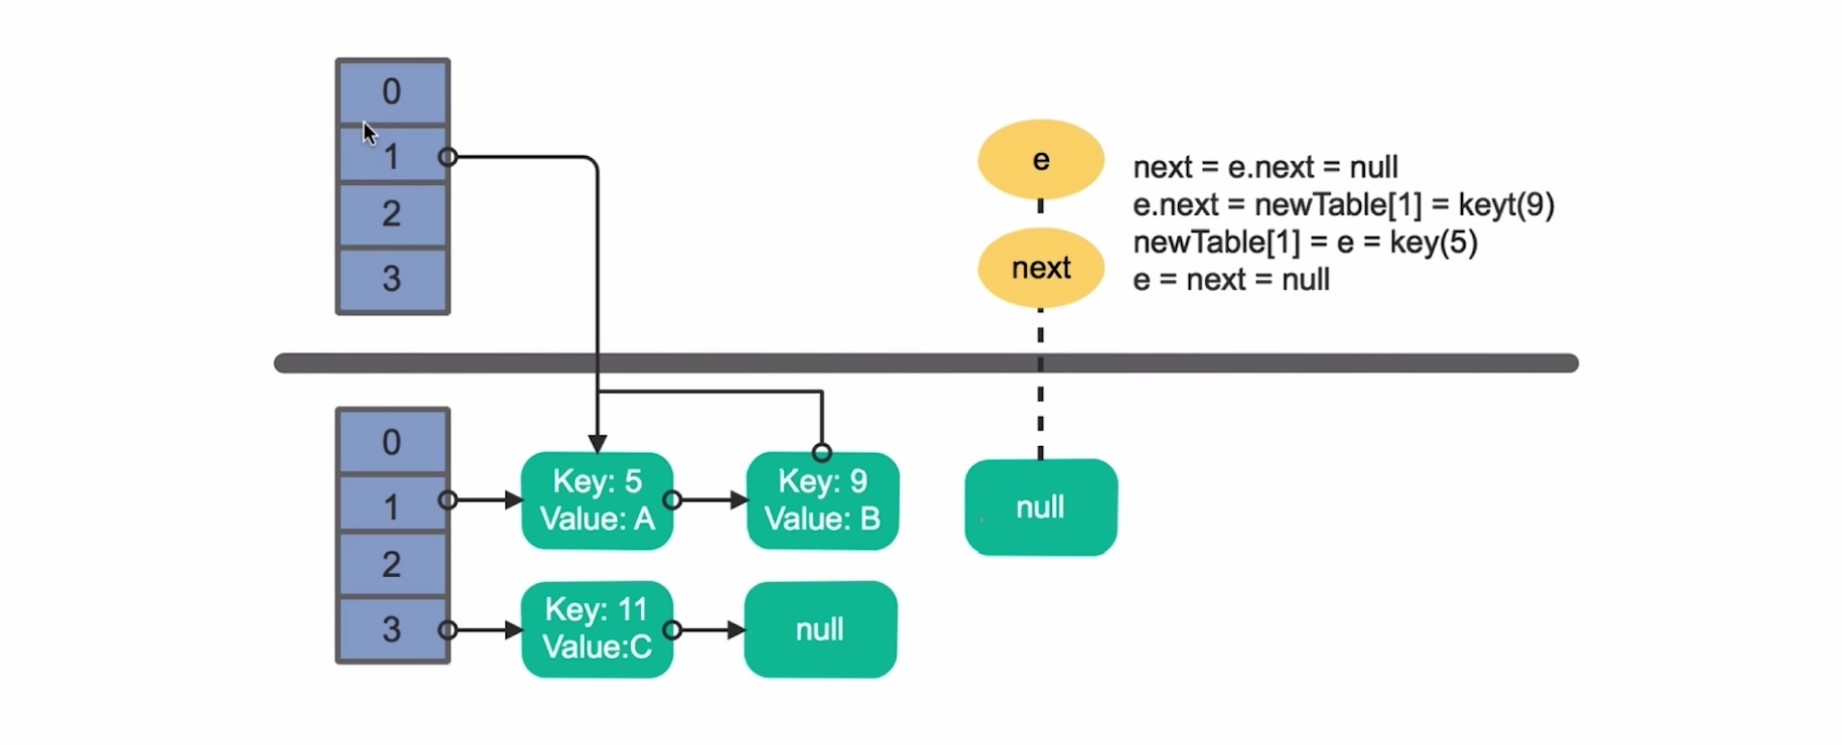 0
1
2
3
e
next
next = e.next = null
e.next = newTable[1] = keyt(9)
newTable[1] = e = key(5)
e = next = null
0
1
2
3
Key: 5
Value: A
Key: 9
Value: B
null
Key: 11
Value:C
null